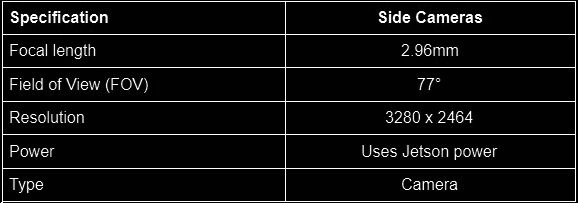 Specification Side Cameras
Focal length 2.96mm
Field of View (FOV) 77°
Resolution 3280 x 2464
Power Uses Jetson power
Type Camera